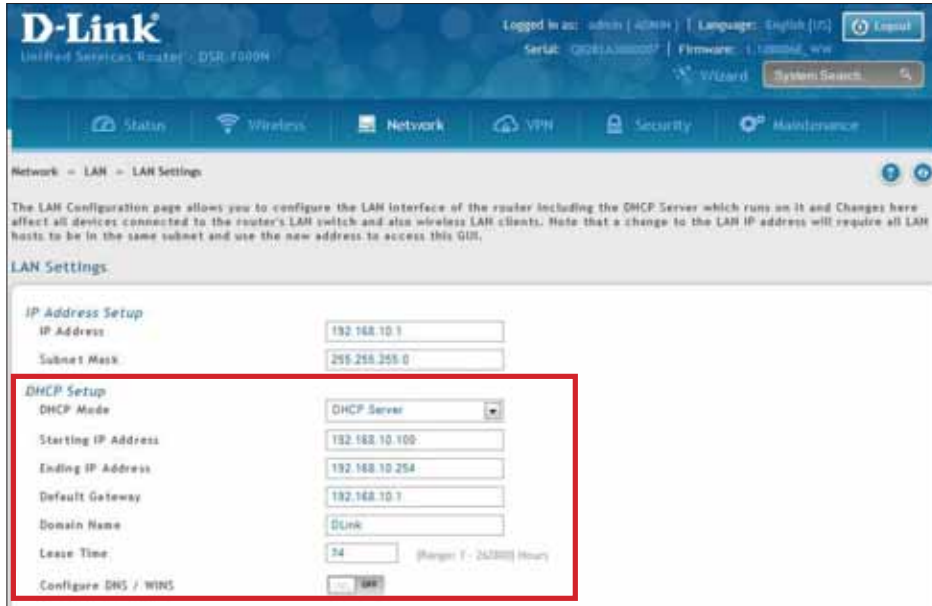 D-Link
Unified Services Router - DSR-1000N
Logged in as: admin ( ADMIN ) | Language: English [US]
Logout
Serial: | Firmware:
Wizard
System Search...
Status
Wireless
Network
VPN
Security
Maintenance
Network » LAN » LAN Settings
The LAN Configuration page allows you to configure the LAN interface of the router including the DHCP Server which runs on it and Changes here
affect all devices connected to the router's LAN switch and also wireless LAN clients. Note that a change to the LAN IP address will require all LAN
hosts to be in the same subnet and use the new address to access this GUI.
LAN Settings
IP Address Setup
IP Address 192.168.10.1
Subnet Mask 255.255.255.0
DHCP Setup
DHCP Mode DHCP Server
Starting IP Address 192.168.10.100
Ending IP Address 192.168.10.254
Default Gateway 192.168.10.1
Domain Name DLink
Lease Time [Range: 1 - 262800] Hours
Configure DNS / WINS OFF